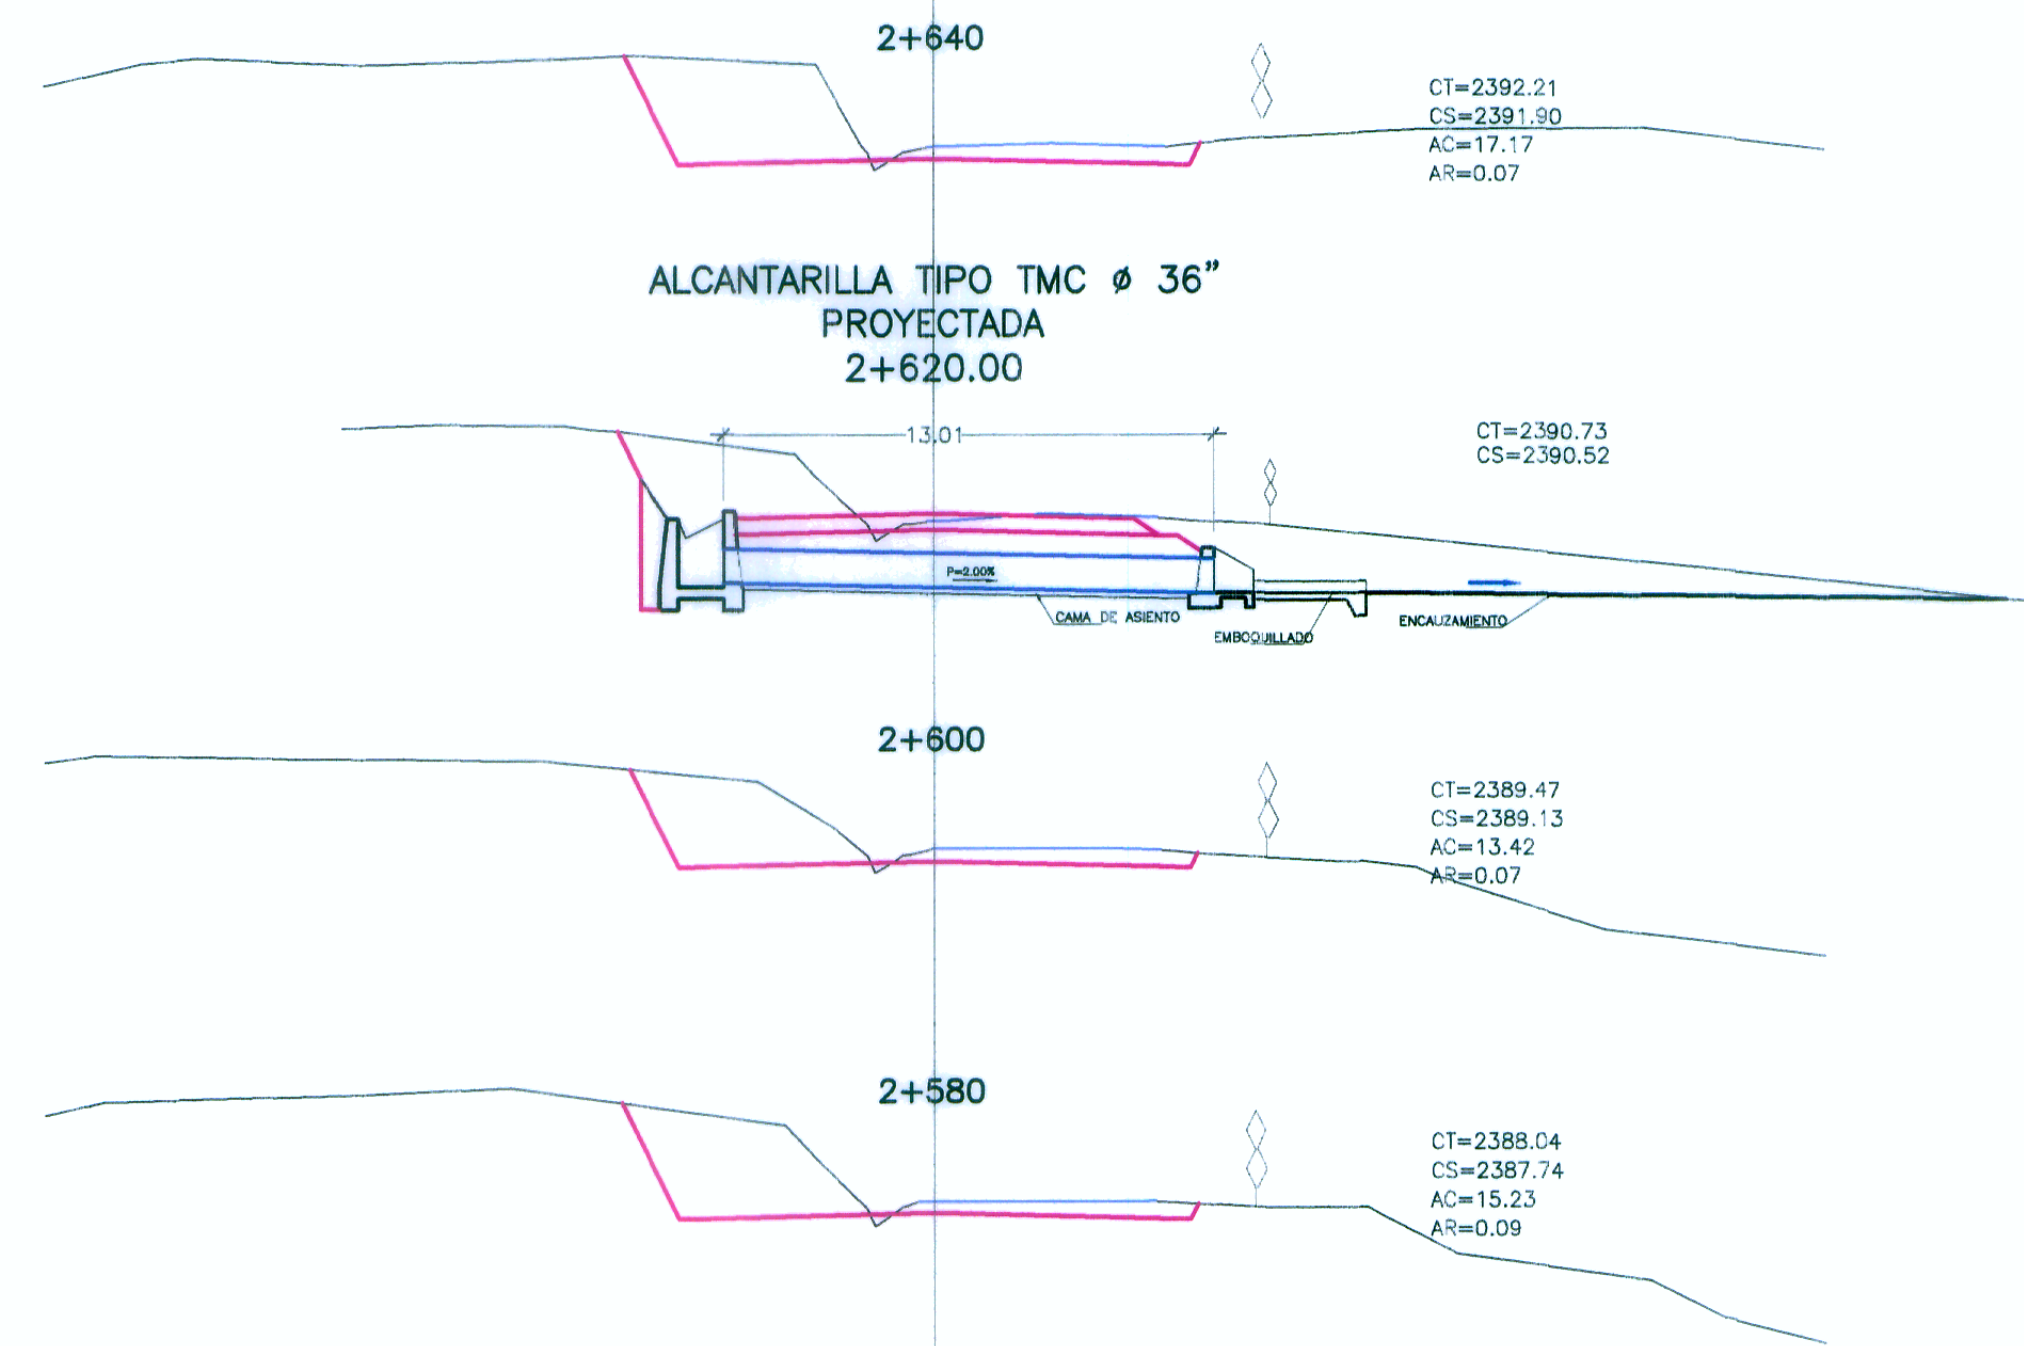 2+640
CT=2392.21
CS=2391.90
AC=17.17
AR=0.07
ALCANTARILLA TIPO TMC ø 36"
PROYECTADA
2+620.00
13.01
CT=2390.73
CS=2390.52
P=2.00%
CAMA DE ASIENTO
EMBOQUILLADO
ENCAUZAMIENTO
2+600
CT=2389.47
CS=2389.13
AC=13.42
AR=0.07
2+580
CT=2388.04
CS=2387.74
AC=15.23
AR=0.09